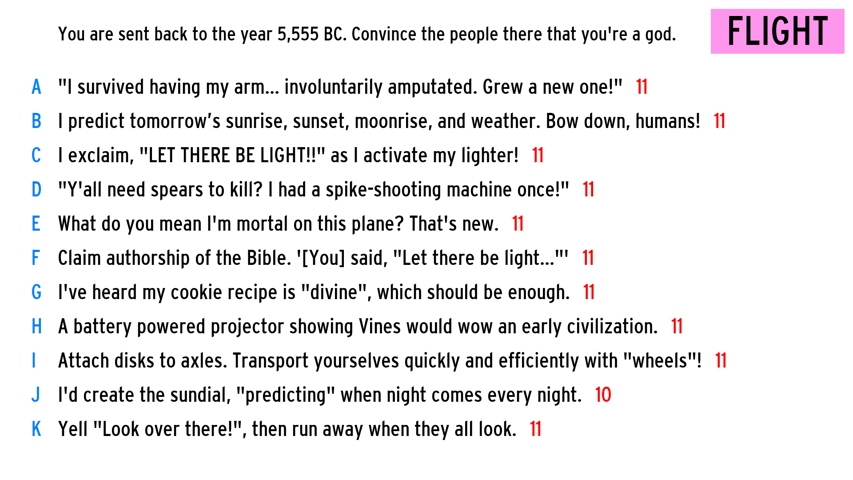 You are sent back to the year 5,555 BC. Convince the people there that you're a god.
FLIGHT
A "I survived having my arm... involuntarily amputated. Grew a new one!" 11
B I predict tomorrow's sunrise, sunset, moonrise, and weather. Bow down, humans! 11
C I exclaim, "LET THERE BE LIGHT!!" as I activate my lighter! 11
D "Y'all need spears to kill? I had a spike-shooting machine once!" 11
E What do you mean I'm mortal on this plane? That's new. 11
F Claim authorship of the Bible. '[You] said, "Let there be light..."' 11
G I've heard my cookie recipe is "divine", which should be enough. 11
H A battery powered projector showing Vines would wow an early civilization. 11
I Attach disks to axles. Transport yourselves quickly and efficiently with "wheels"! 11
J I'd create the sundial, "predicting" when night comes every night. 10
K Yell "Look over there!", then run away when they all look. 11